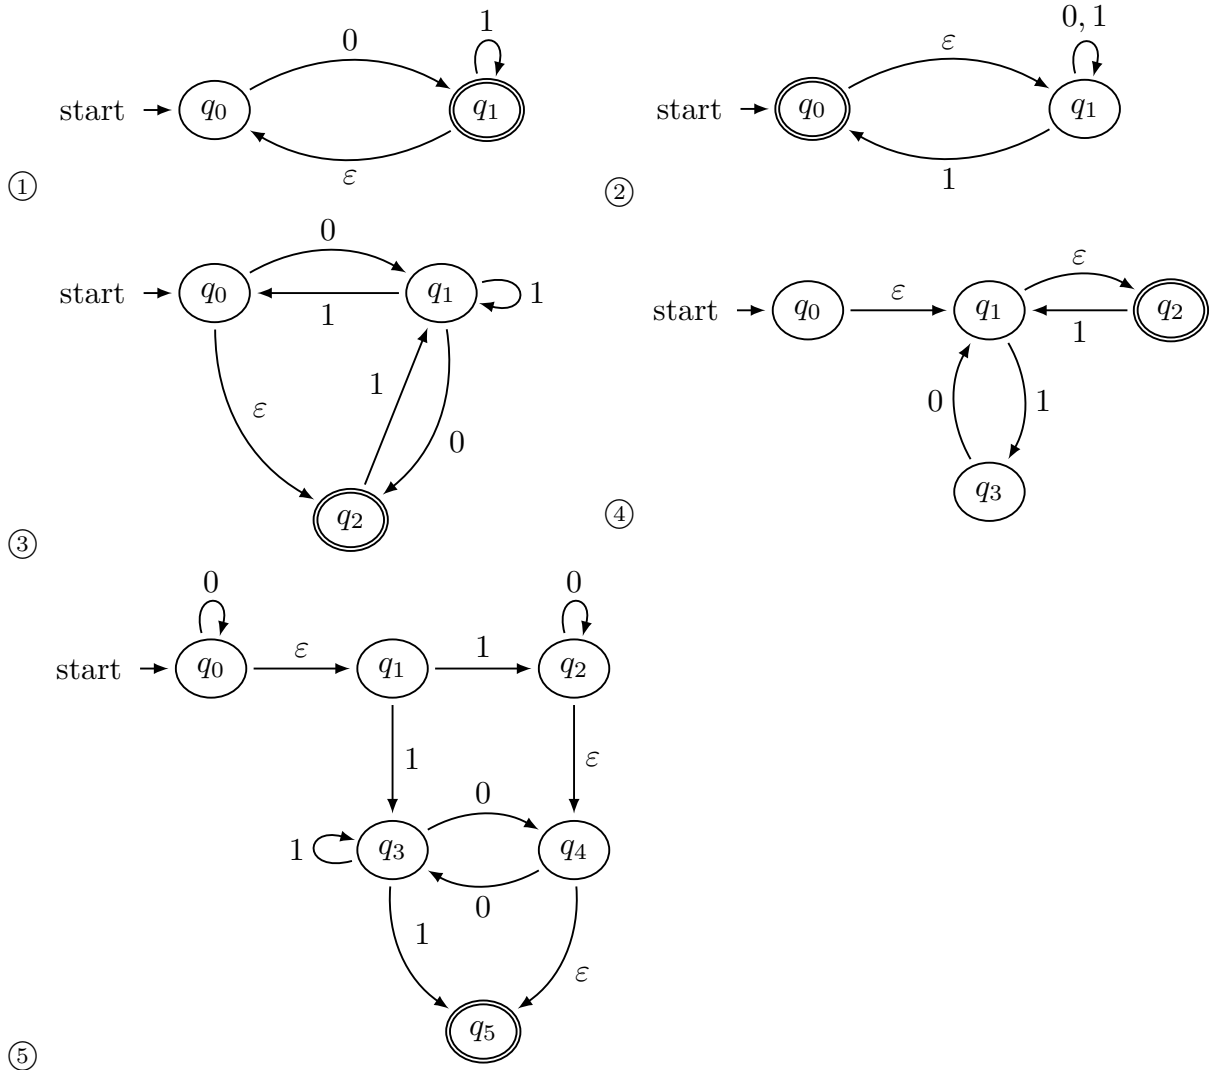 1
0
start q0 q1
ε
①
0, 1
ε
start q0 q1
1
②
0
start q0 q1 1
1
1
ε
0
q2
③
ε
start q0 ε q1 q2
1
0 1
q3
④
0 0
start q0 ε q1 1 q2
1 ε
0
1 q3 q4
0
1
ε
q5
⑤